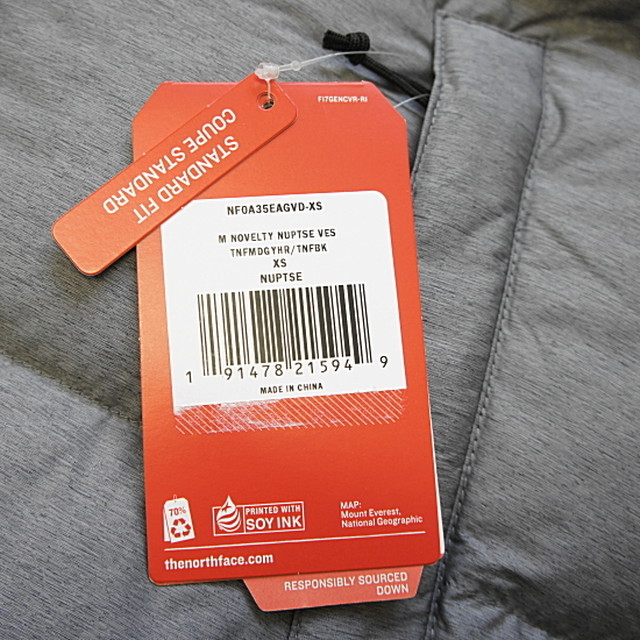 F17GENCVR-RI
STANDARD FIT
COUPE STANDARD
NF0A35EAGVD-XS
M NOVELTY NUPTSE VES
TNFMDGYHR/TNFBK
XS
NUPTSE
1 91478 21594 9
MADE IN CHINA
70%
PRINTED WITH
SOY INK
MAP:
Mount Everest,
National Geographic
thenorthface.com
RESPONSIBLY SOURCED
DOWN